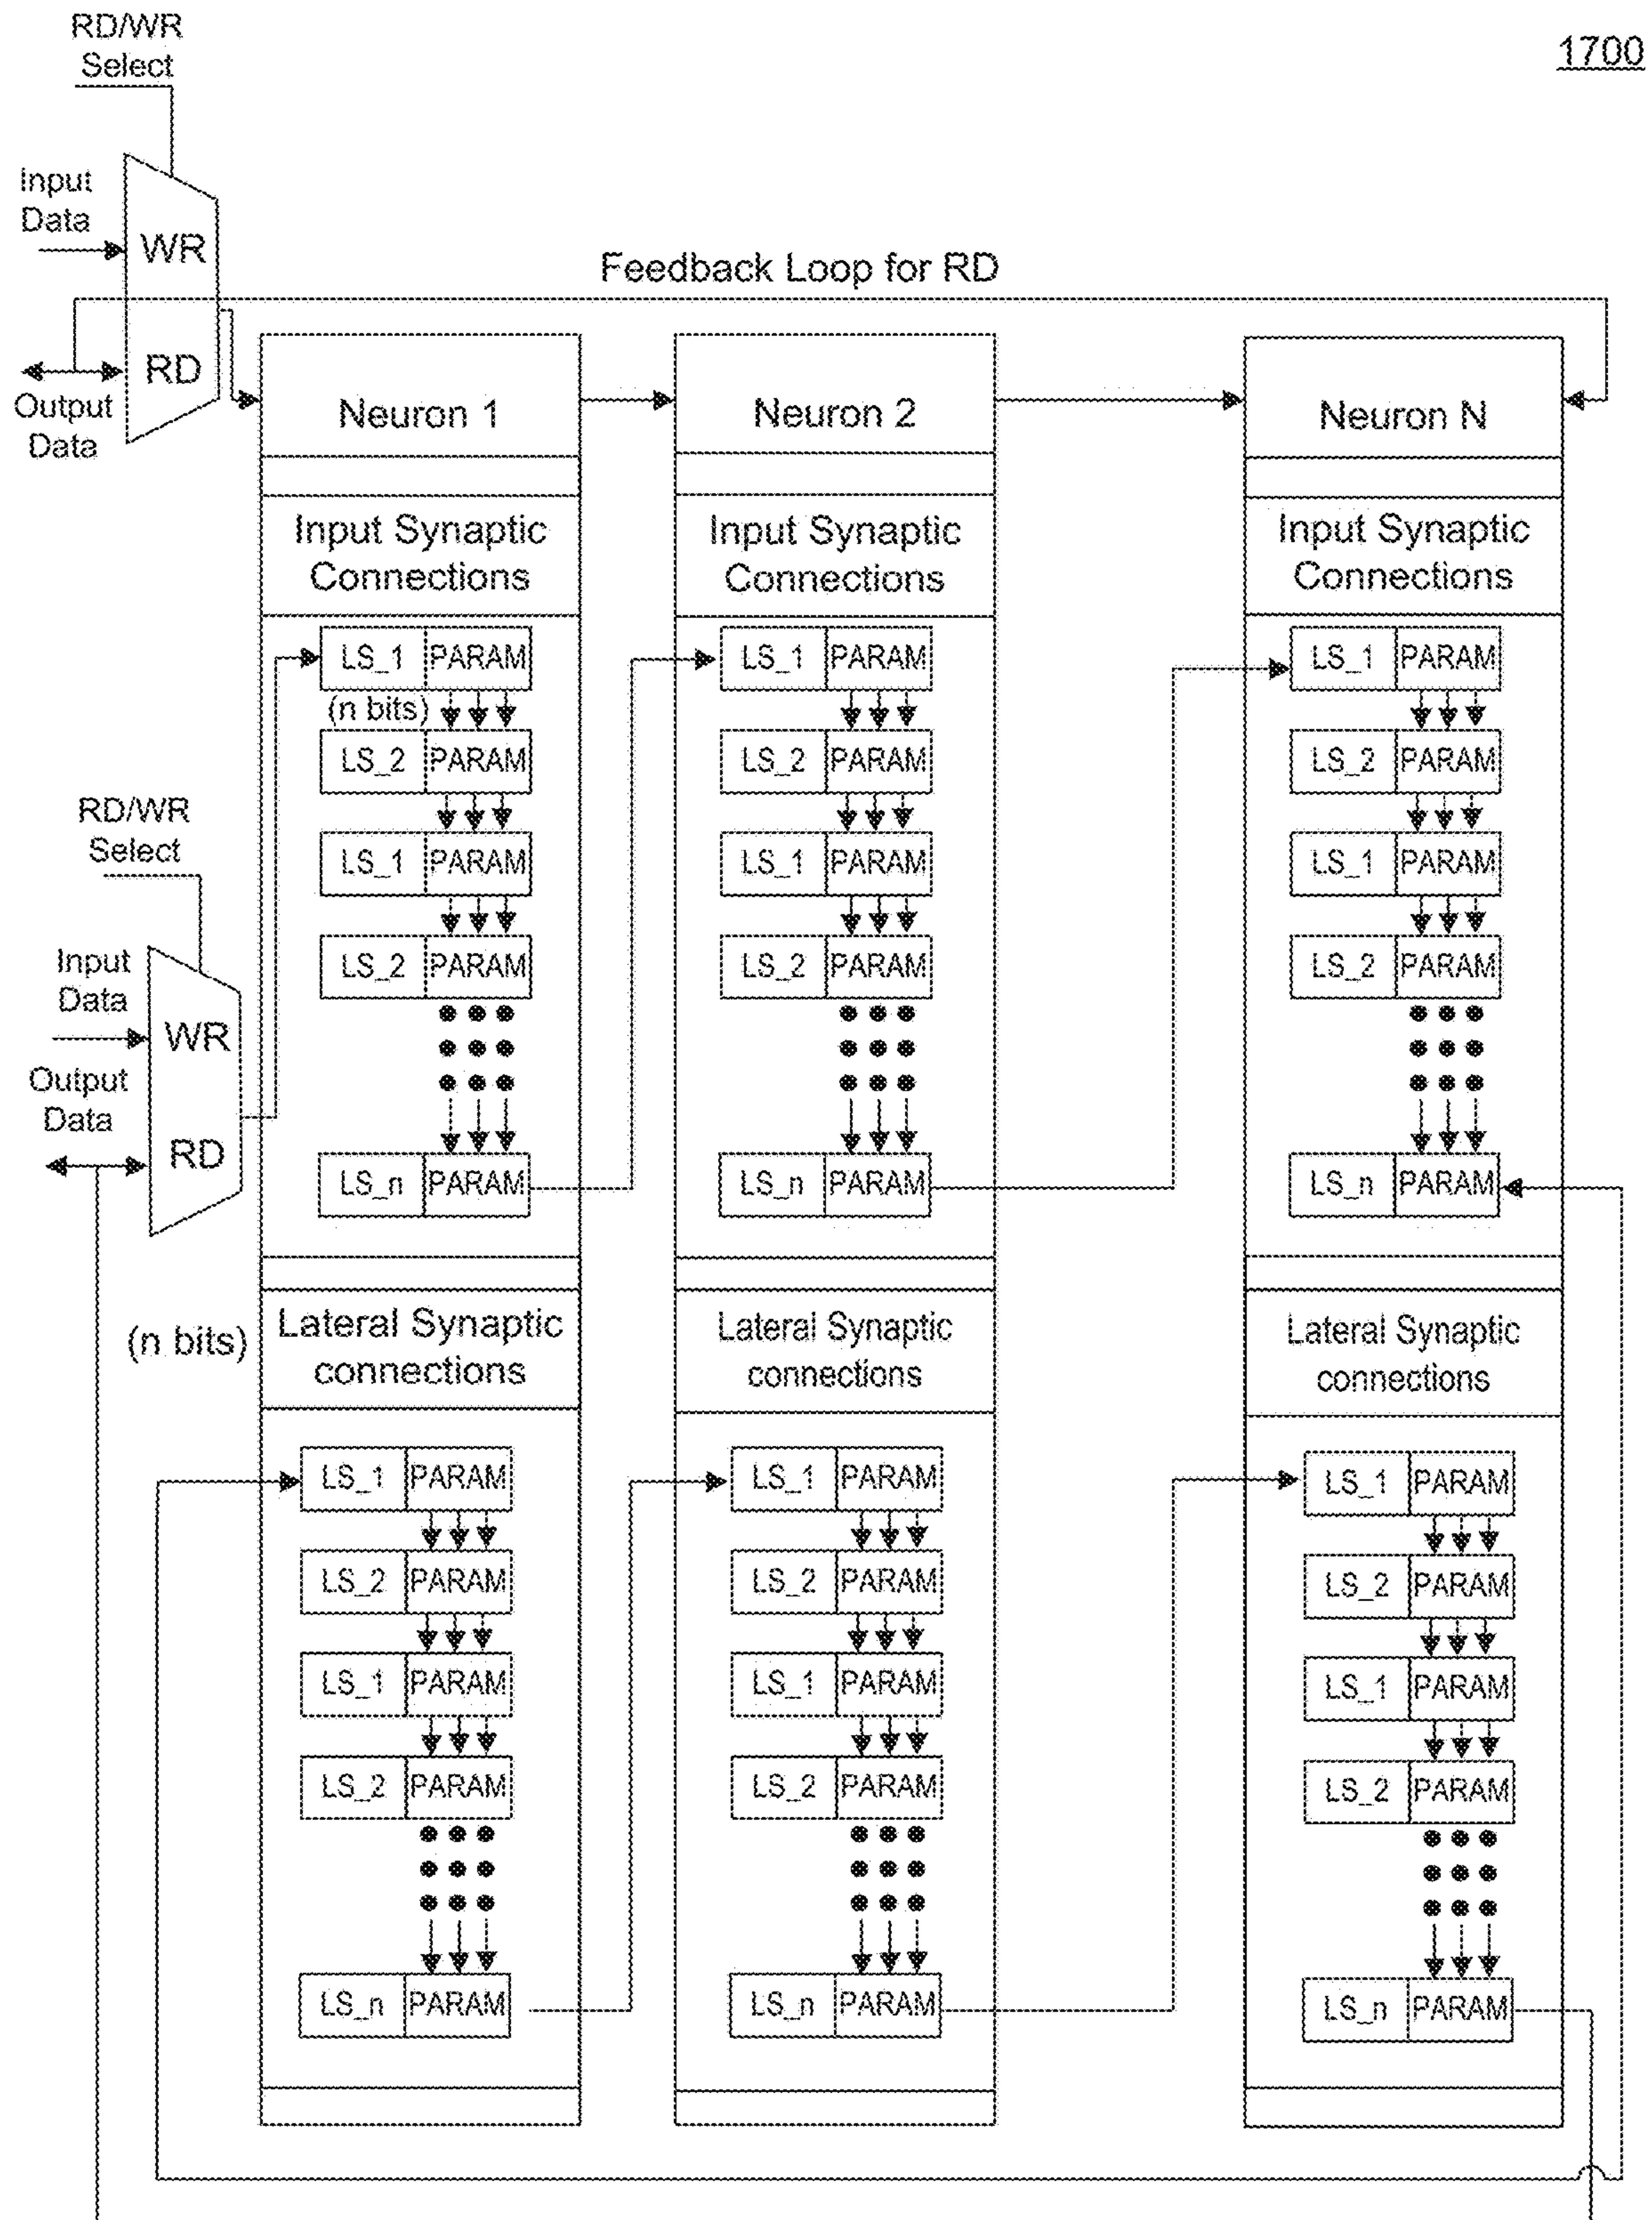 RD/WR
Select
1700
Input
Data
WR
Feedback Loop for RD
RD
Output
Data
Neuron 1
Neuron 2
Neuron N
Input Synaptic
Connections
Input Synaptic
Connections
Input Synaptic
Connections
LS_1 PARAM
LS_1 PARAM
LS_1 PARAM
(n bits)
LS_2 PARAM
LS_2 PARAM
LS_2 PARAM
RD/WR
Select
LS_1 PARAM
LS_1 PARAM
LS_1 PARAM
LS_2 PARAM
LS_2 PARAM
LS_2 PARAM
Input
Data
WR
Output
Data
RD
LS_n PARAM
LS_n PARAM
LS_n PARAM
(n bits)
Lateral Synaptic
connections
Lateral Synaptic
connections
Lateral Synaptic
connections
LS_1 PARAM
LS_1 PARAM
LS_1 PARAM
LS_2 PARAM
LS_2 PARAM
LS_2 PARAM
LS_1 PARAM
LS_1 PARAM
LS_1 PARAM
LS_2 PARAM
LS_2 PARAM
LS_2 PARAM
LS_n PARAM
LS_n PARAM
LS_n PARAM